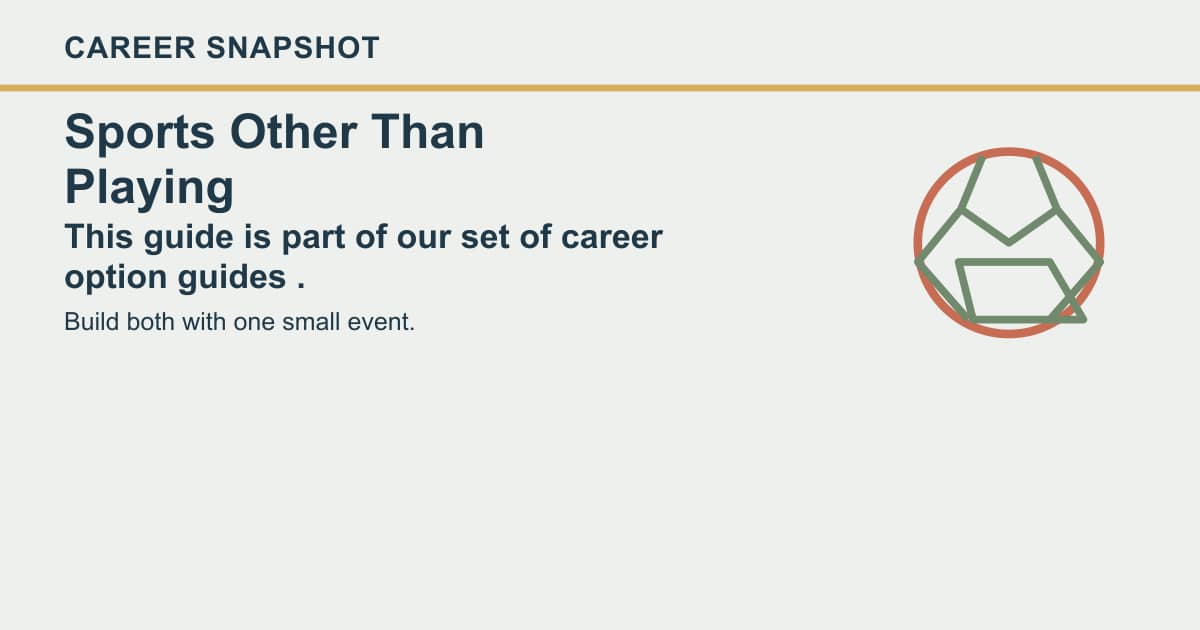 CAREER SNAPSHOT
Sports Other Than
Playing
This guide is part of our set of career
option guides .
Build both with one small event.